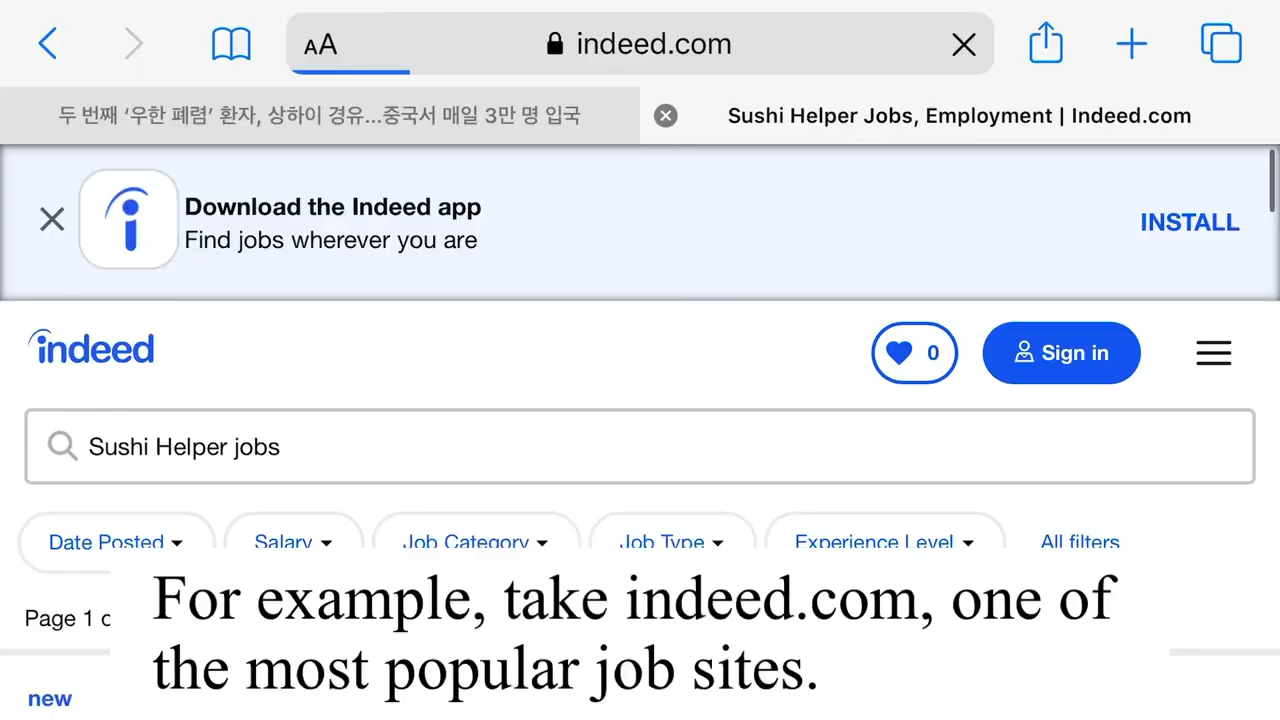 AA
indeed.com
두 번째 ‘우한 폐렴’ 환자, 상하이 경유...중국서 매일 3만 명 입국
Sushi Helper Jobs, Employment | Indeed.com
Download the Indeed app
Find jobs wherever you are
INSTALL
indeed
0
Sign in
Sushi Helper jobs
Date Posted
Salary
Job Category
Job Type
Experience Level
All filters
Page 1
For example, take indeed.com, one of
the most popular job sites.
new